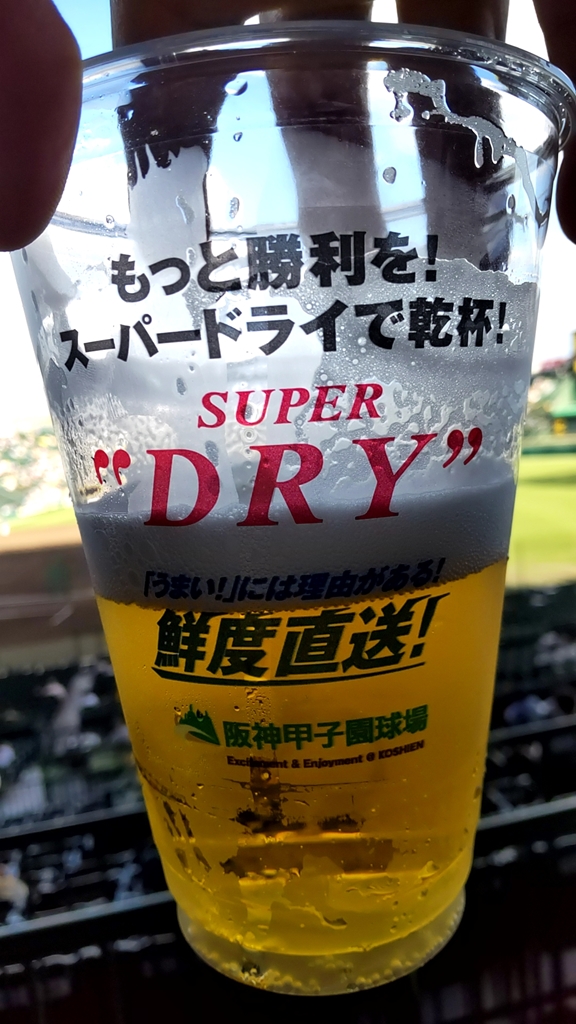 もっと勝利を!
スーパードライで乾杯!
SUPER
"DRY"
「うまい!」には理由がある!
鮮度直送!
阪神甲子園球場
Excitement & Enjoyment @ KOSHIEN